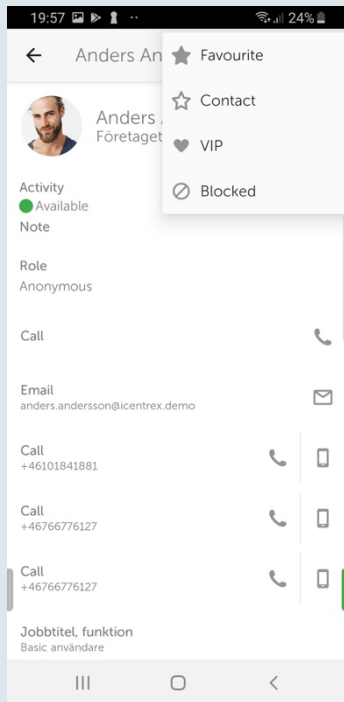 19:57
24%
Anders An
Favourite
Contact
VIP
Blocked
Anders
Företaget
Activity
Available
Note
Role
Anonymous
Call
Email
anders.andersson@icentrex.demo
Call
+46101841881
Call
+46766776127
Call
+46766776127
Jobbtitel, funktion
Basic användare